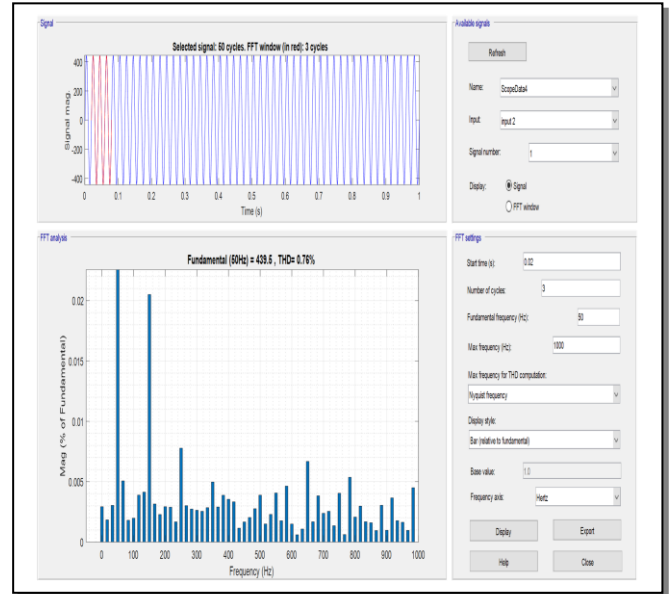 Signal
Selected signal: 50 cycles. FFT window (in red): 3 cycles
Signal mag.
400
200
0
-200
-400
0 0.1 0.2 0.3 0.4 0.5 0.6 0.7 0.8 0.9 1
Time (s)
Available signals
Refresh
Name: ScopeData4
Input: input 2
Signal number: 1
Display: Signal
FFT window
FFT analysis
Fundamental (50Hz) = 439.5 , THD= 0.76%
Mag (% of Fundamental)
0.02
0.015
0.01
0.005
0
0 100 200 300 400 500 600 700 800 900 1000
Frequency (Hz)
FFT settings
Start time (s): 0.02
Number of cycles: 3
Fundamental frequency (Hz): 50
Max frequency (Hz): 1000
Max frequency for THD computation:
Nyquist frequency
Display style:
Bar (relative to fundamental)
Base value: 1.0
Frequency axis: Hertz
Display Export
Help Close